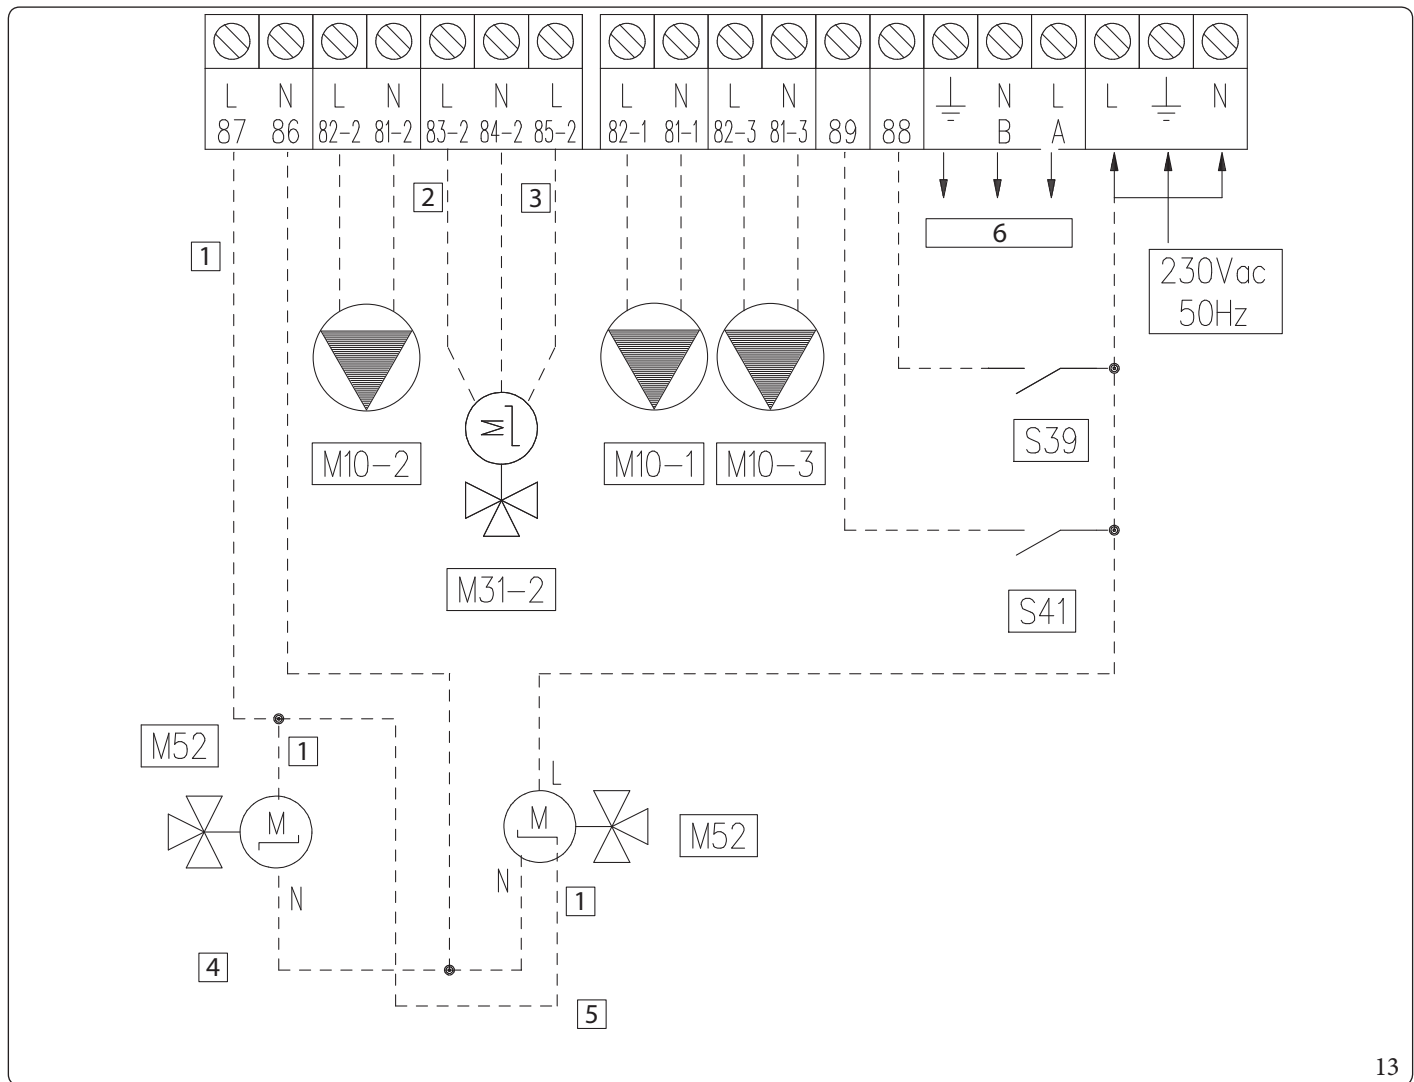 L N L N L N L L N L N N L L N
87 86 82-2 81-2 83-2 84-2 85-2 82-1 81-1 82-3 81-3 89 88 B A
2 3
1
6
230Vac
50Hz
M10-2 M M10-1 M10-3 S39
M31-2 S41
M52 1
L
M M M52
N N 1
4
5
13